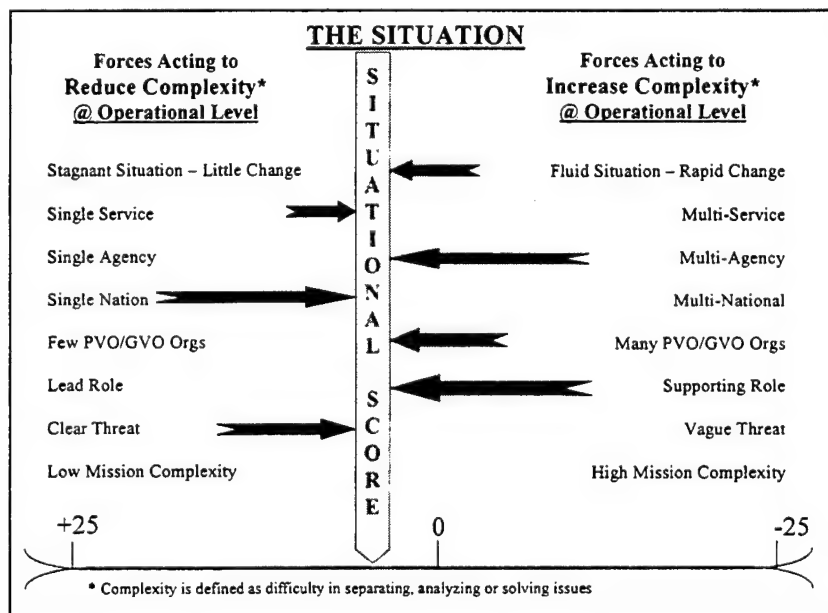 THE SITUATION
Forces Acting to
Reduce Complexity*
@ Operational Level
SITUATIONAL SCORE
Forces Acting to
Increase Complexity*
@ Operational Level
Stagnant Situation – Little Change
Fluid Situation – Rapid Change
Single Service
Multi-Service
Single Agency
Multi-Agency
Single Nation
Multi-National
Few PVO/GVO Orgs
Many PVO/GVO Orgs
Lead Role
Supporting Role
Clear Threat
Vague Threat
Low Mission Complexity
High Mission Complexity
+25
0
-25
* Complexity is defined as difficulty in separating, analyzing or solving issues